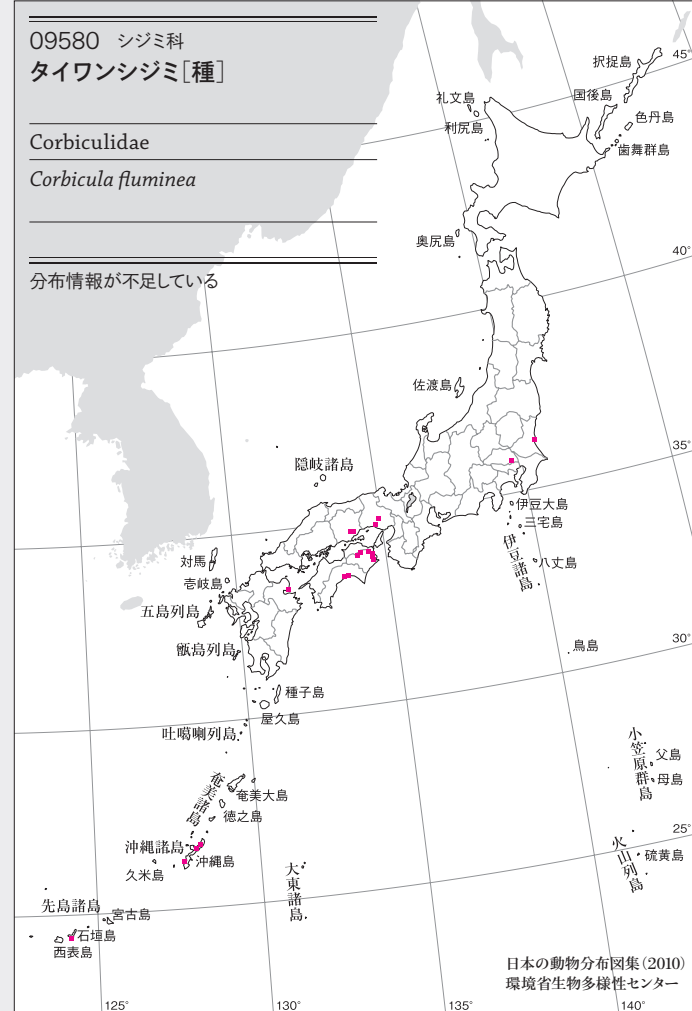 09580 シジミ科
タイワンシジミ[種]
Corbiculidae
Corbicula fluminea
分布情報が不足している
択捉島
45°
国後島
礼文島
色丹島
利尻島
歯舞群島
奥尻島
40°
佐渡島
35°
隠岐諸島
伊豆大島
三宅島
伊豆諸島
八丈島
対馬
壱岐島
五島列島
甑島列島
鳥島
30°
種子島
屋久島
吐噶喇列島
小笠原群島
父島
母島
奄美諸島
奄美大島
徳之島
25°
沖縄諸島
沖縄島
久米島
火山列島
硫黄島
大東諸島
先島諸島
宮古島
石垣島
西表島
日本の動物分布図集(2010)
環境省生物多様性センター
125°
130°
135°
140°